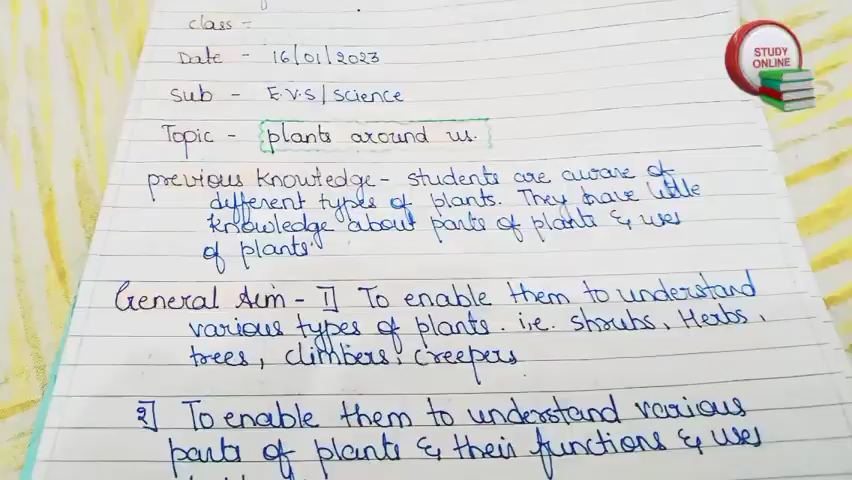 class -
Date - 16/01/2023
Sub - E.V.S/science
Topic - plants around us.
previous knowledge - students are aware of
different types of plants. They have little
knowledge about parts of plants & uses
of plants.
General Aim - 1] To enable them to understand
various types of plants. i.e. shrubs, Herbs,
trees, climbers, creepers
2] To enable them to understand various
parts of plants & their functions & uses
STUDY
ONLINE